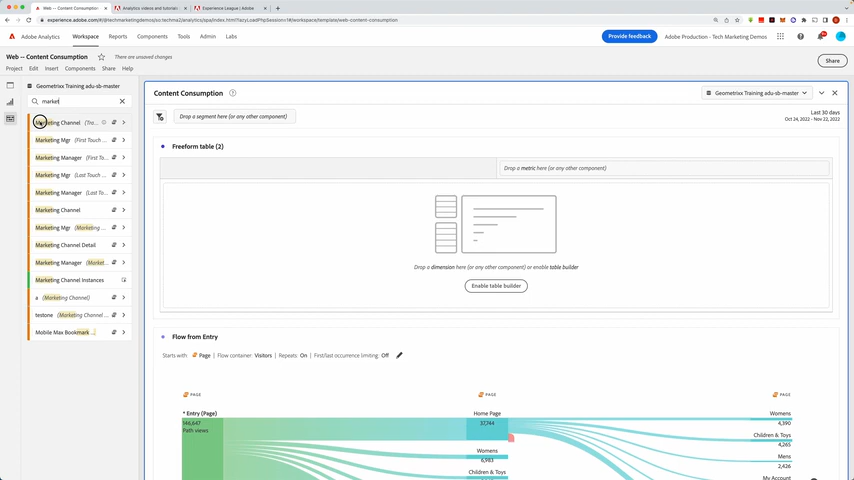 Web -- Content Consumption
Analytics videos and tutorials
Experience League | Adobe
experience.adobe.com/#/@techmarketingdemos/so:techma2/analytics/spa/index.html?lazyLoadPhpSession=1#/workspace/template/web-content-consumption
Adobe Analytics
Workspace
Reports
Components
Tools
Admin
Labs
Provide feedback
Adobe Production - Tech Marketing Demos
Web -- Content Consumption
There are unsaved changes
Share
Project Edit Insert Components Share Help
Geometrixx Training adu-sb-master
market
Marketing Channel (Tra...
Marketing Mgr (First Touch ...
Marketing Manager (First To...
Marketing Mgr (Last Touch ...
Marketing Manager (Last To...
Marketing Channel
Marketing Mgr (Marketing ...
Marketing Channel Detail
Marketing Manager (Market...
Marketing Channel Instances
a (Marketing Channel)
testone (Marketing Channel ...
Mobile Max Bookmark ...
Content Consumption
Geometrixx Training adu-sb-master
Drop a segment here (or any other component)
Last 30 days
Oct 24, 2022 - Nov 22, 2022
Freeform table (2)
Drop a metric here (or any other component)
Drop a dimension here (or any other component) or enable table builder
Enable table builder
Flow from Entry
Starts with Page | Flow container Visitors | Repeats: On | First/last occurrence limiting Off
PAGE
PAGE
PAGE
* Entry (Page)
146,647
Path views
Home Page
37,744
Womens
6,983
Children & Toys
Womens
4,390
Children & Toys
4,265
Mens
2,426
My Account